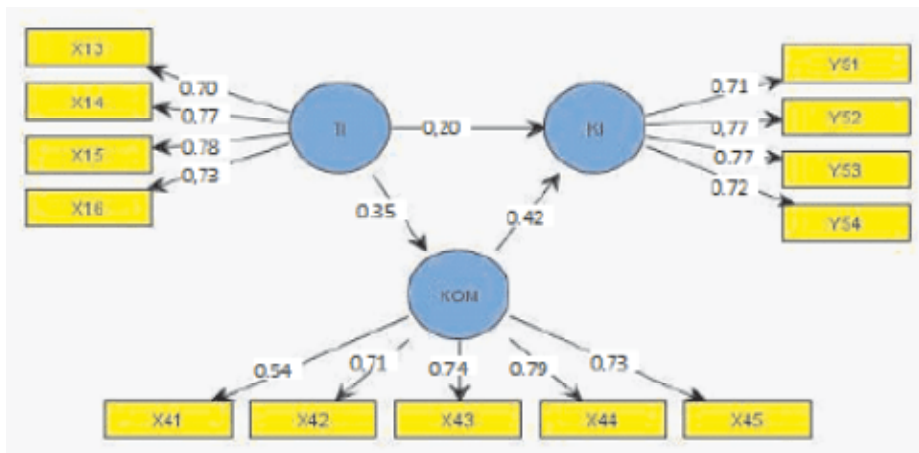 X13
X14
X15
X16
0.70
0.77
0.78
0,73
TI
0,20
KI
0.71
0,77
0.77
0.72
Y51
Y52
Y53
Y54
0.35
0.42
KOM
0.54
0.71
0.74
0.79
0.73
X41
X42
X43
X44
X45